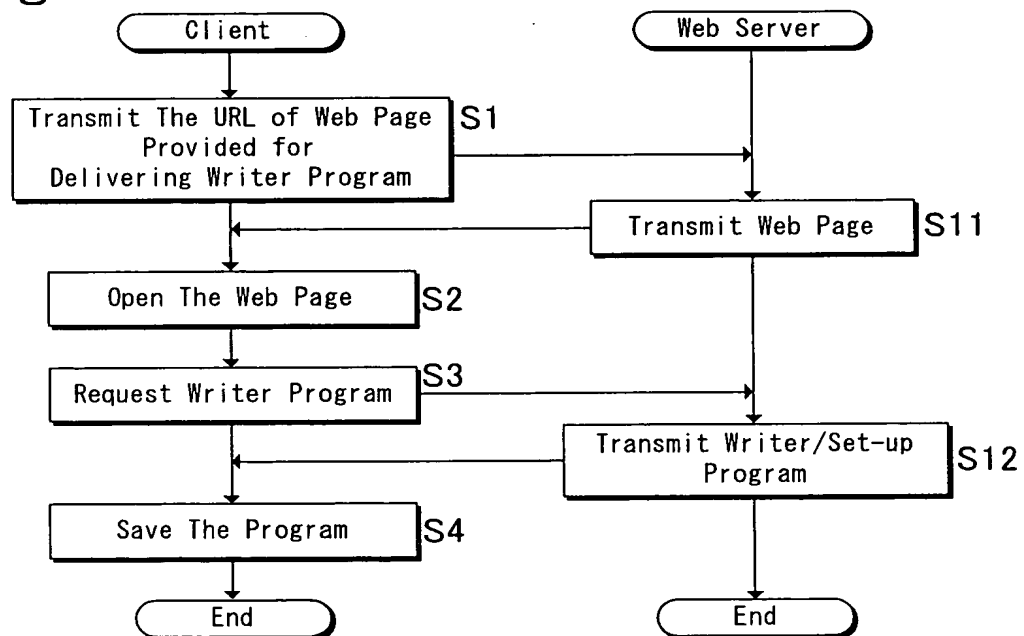 Client
Web Server
Transmit The URL of Web Page
Provided for
Delivering Writer Program
S1
Transmit Web Page
S11
Open The Web Page
S2
Request Writer Program
S3
Transmit Writer/Set-up
Program
S12
Save The Program
S4
End
End